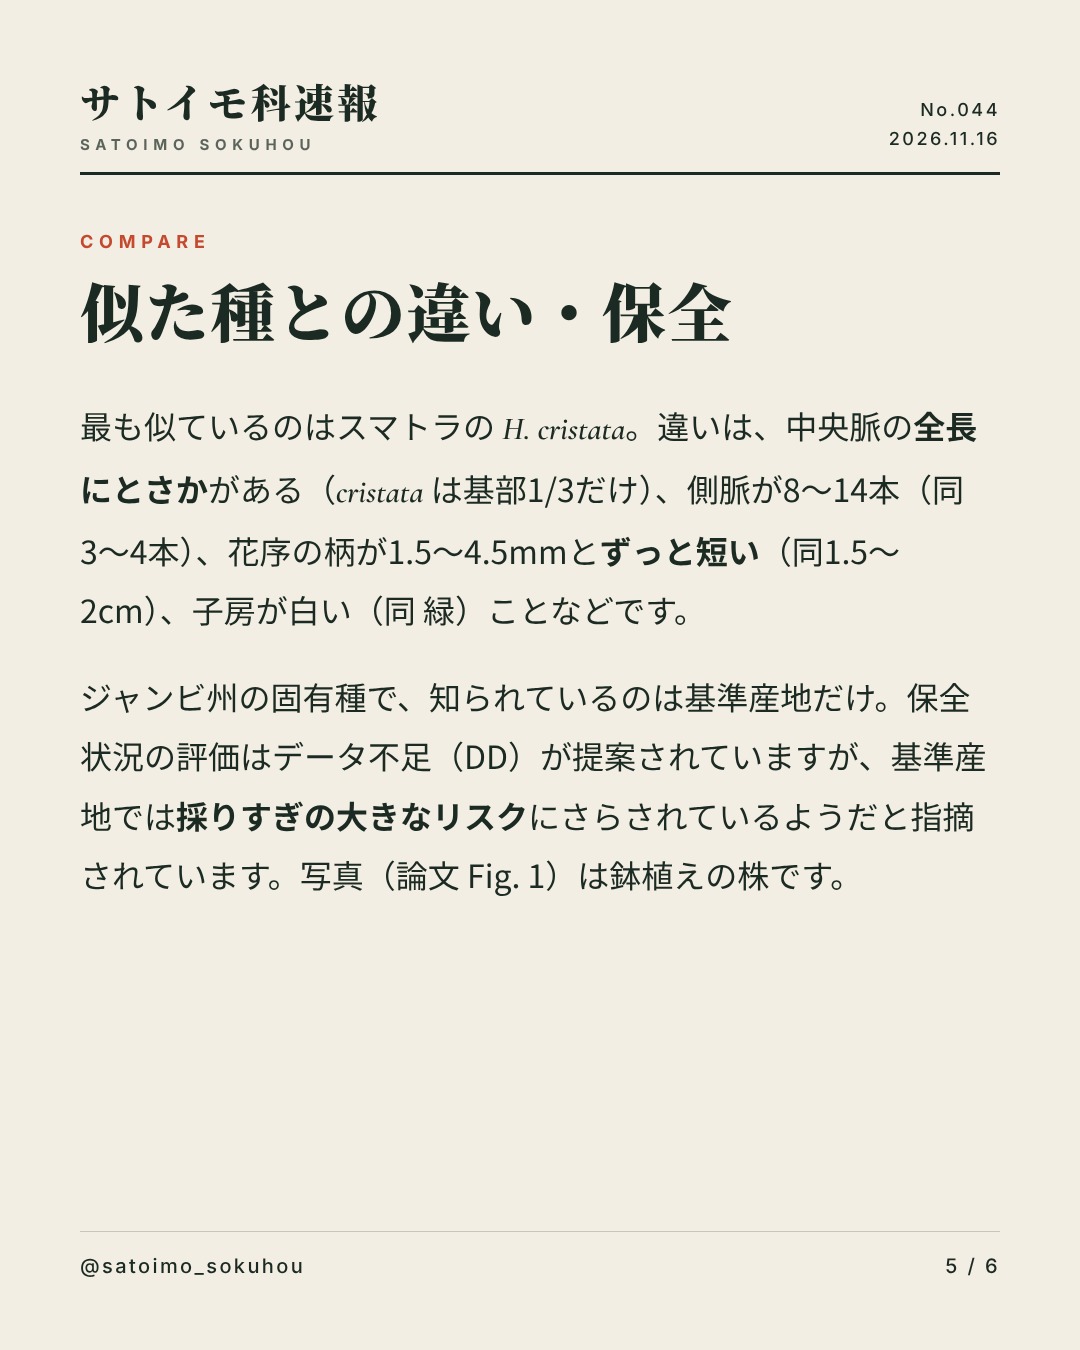 サトイモ科速報
SATOIMO SOKUHOU
No.044
2026.11.16
COMPARE
似た種との違い・保全
最も似ているのはスマトラの H. cristata。違いは、中央脈の全長
にとさかがある（cristata は基部1/3だけ）、側脈が8〜14本（同
3〜4本）、花序の柄が1.5〜4.5mmとずっと短い（同1.5〜
2cm）、子房が白い（同 緑）ことなどです。
ジャンビ州の固有種で、知られているのは基準産地だけ。保全
状況の評価はデータ不足（DD）が提案されていますが、基準産
地では採りすぎの大きなリスクにさらされているようだと指摘
されています。写真（論文 Fig. 1）は鉢植えの株です。
@satoimo_sokuhou
5 / 6